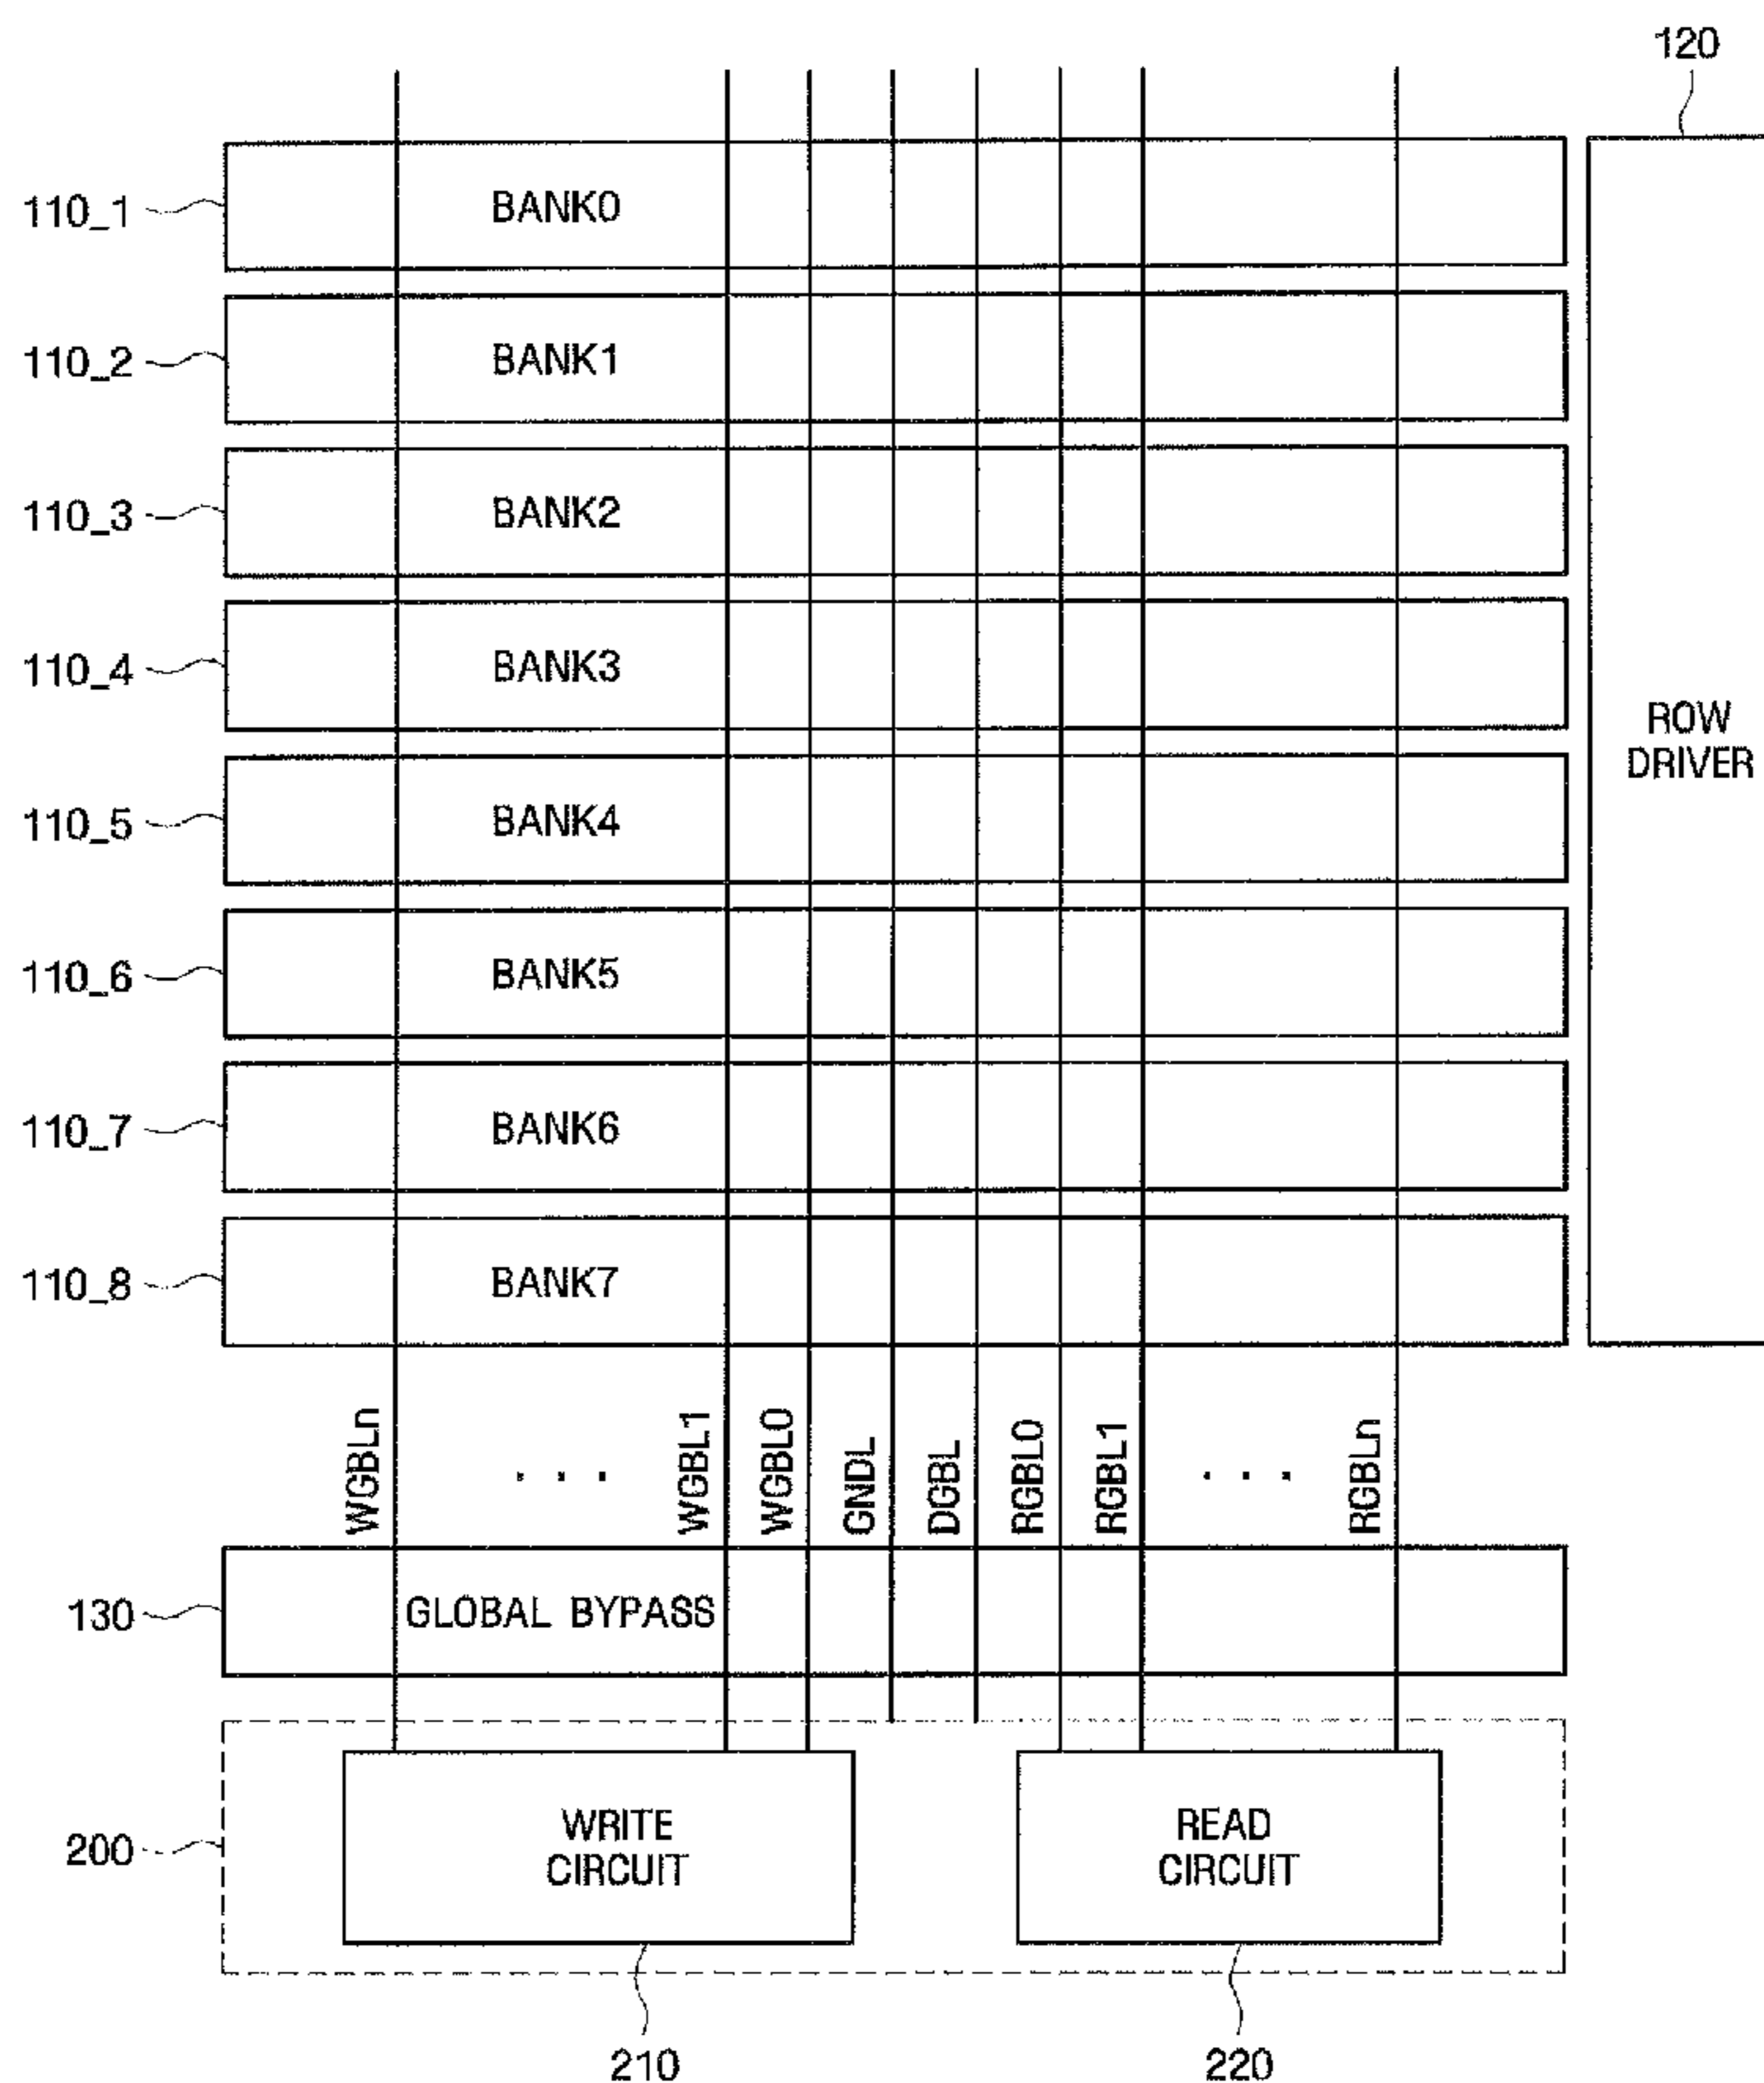 120
110_1 BANK0
110_2 BANK1
110_3 BANK2
110_4 BANK3
ROW
DRIVER
110_5 BANK4
110_6 BANK5
110_7 BANK6
110_8 BANK7
WGBLn ... WGBL1 WGBL0 GNDL DGBL RGBL0 RGBL1 ... RGBLn
130 GLOBAL BYPASS
200
WRITE
CIRCUIT
READ
CIRCUIT
210 220